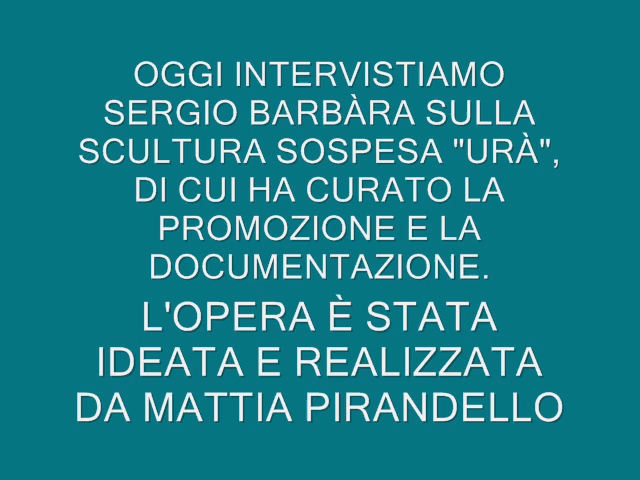 OGGI INTERVISTIAMO
SERGIO BARBÀRA SULLA
SCULTURA SOSPESA "URÀ",
DI CUI HA CURATO LA
PROMOZIONE E LA
DOCUMENTAZIONE.
L'OPERA È STATA
IDEATA E REALIZZATA
DA MATTIA PIRANDELLO